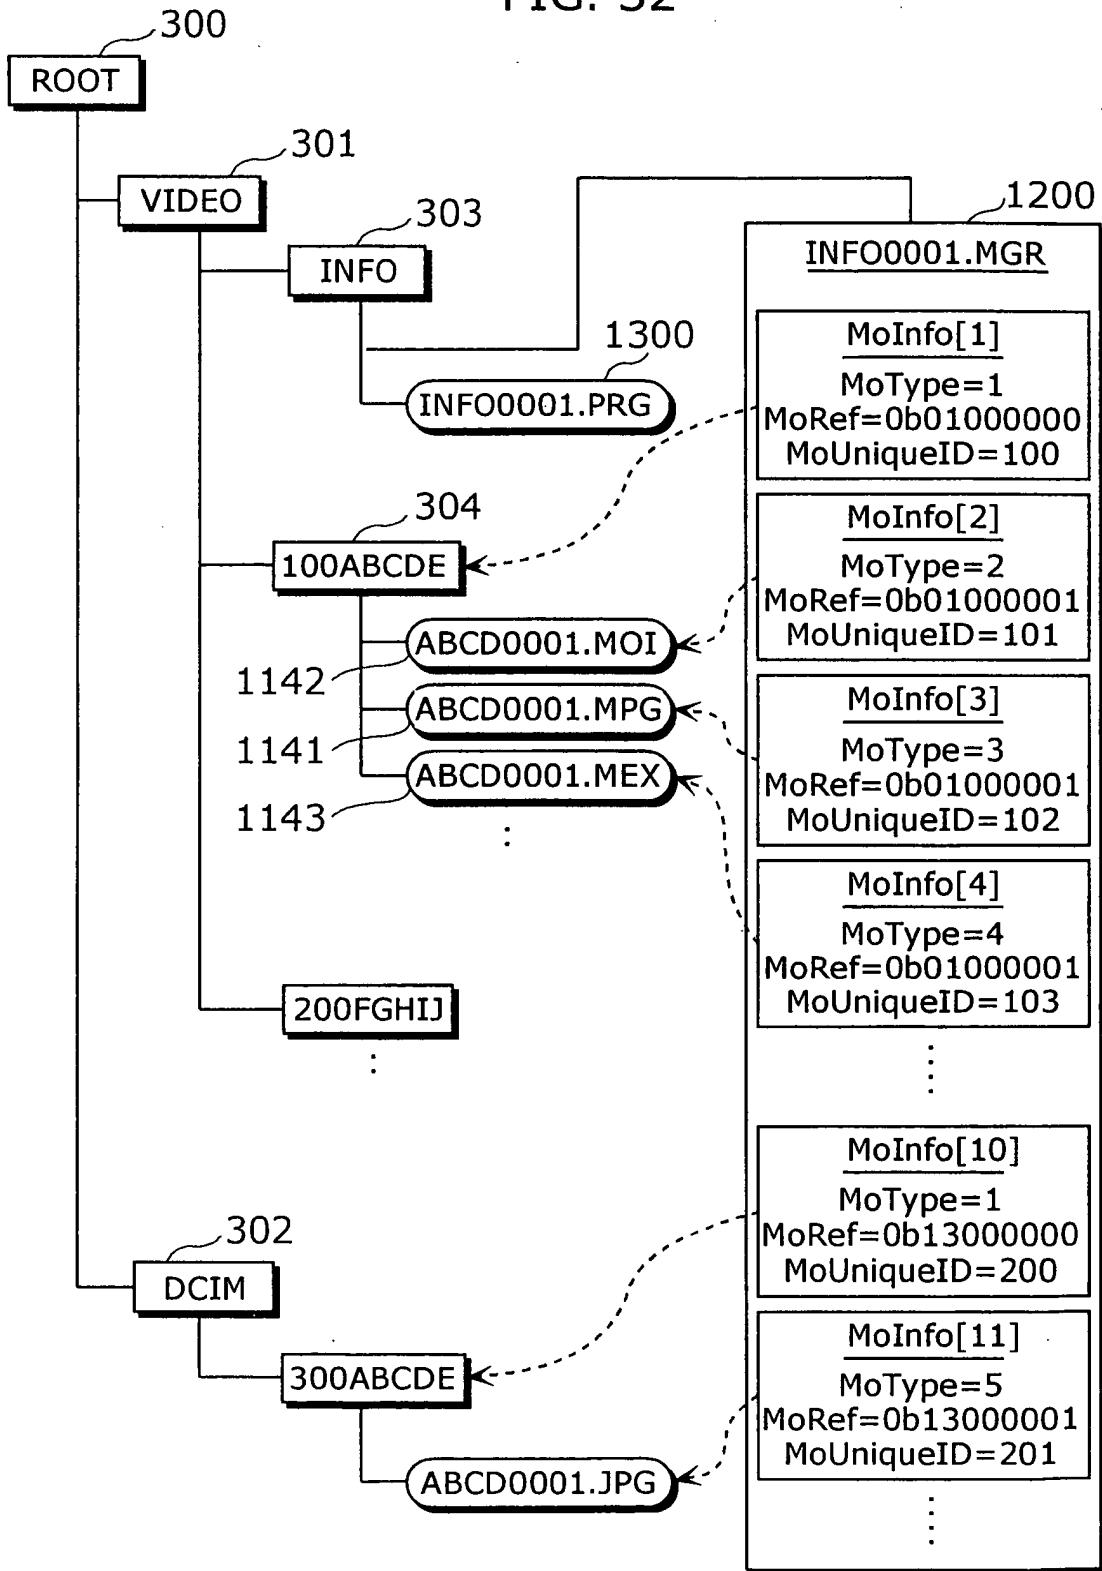 FIG. 32
300
ROOT
301
VIDEO
303
INFO
1300
INFO0001.PRG
304
100ABCDE
ABCD0001.MOI
1142
ABCD0001.MPG
1141
ABCD0001.MEX
1143
200FGHIJ
302
DCIM
300ABCDE
ABCD0001.JPG
1200
INFO0001.MGR
MoInfo[1]
MoType=1
MoRef=0b01000000
MoUniqueID=100
MoInfo[2]
MoType=2
MoRef=0b01000001
MoUniqueID=101
MoInfo[3]
MoType=3
MoRef=0b01000001
MoUniqueID=102
MoInfo[4]
MoType=4
MoRef=0b01000001
MoUniqueID=103
MoInfo[10]
MoType=1
MoRef=0b13000000
MoUniqueID=200
MoInfo[11]
MoType=5
MoRef=0b13000001
MoUniqueID=201